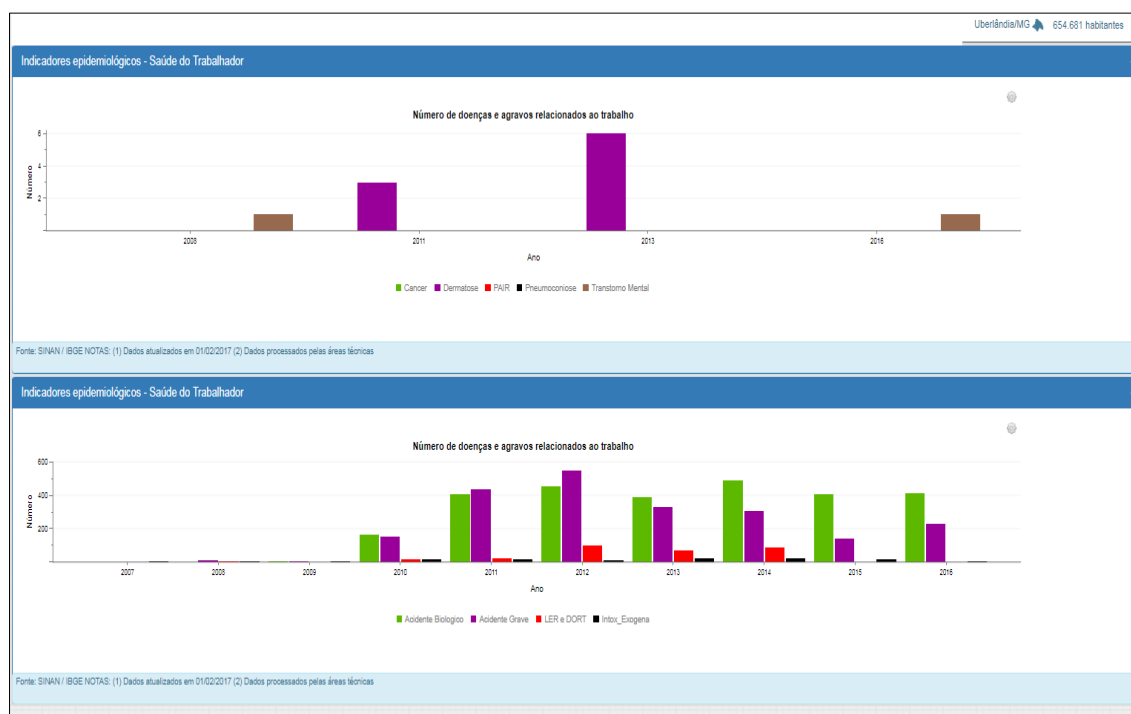 Uberlândia/MG 654.681 habitantes
Indicadores epidemiológicos - Saúde do Trabalhador
Número de doenças e agravos relacionados ao trabalho
6
4
2
Número
2008 2011 2013 2016
Ano
Cancer Dermatose PAIR Pneumoconiose Transtorno Mental
Fonte: SINAN / IBGE NOTAS: (1) Dados atualizados em 01/02/2017 (2) Dados processados pelas áreas técnicas
Indicadores epidemiológicos - Saúde do Trabalhador
Número de doenças e agravos relacionados ao trabalho
600
400
200
Número
2007 2008 2009 2010 2011 2012 2013 2014 2015 2016
Ano
Acidente Biologico Acidente Grave LER e DORT Intox_Exogena
Fonte: SINAN / IBGE NOTAS: (1) Dados atualizados em 01/02/2017 (2) Dados processados pelas áreas técnicas